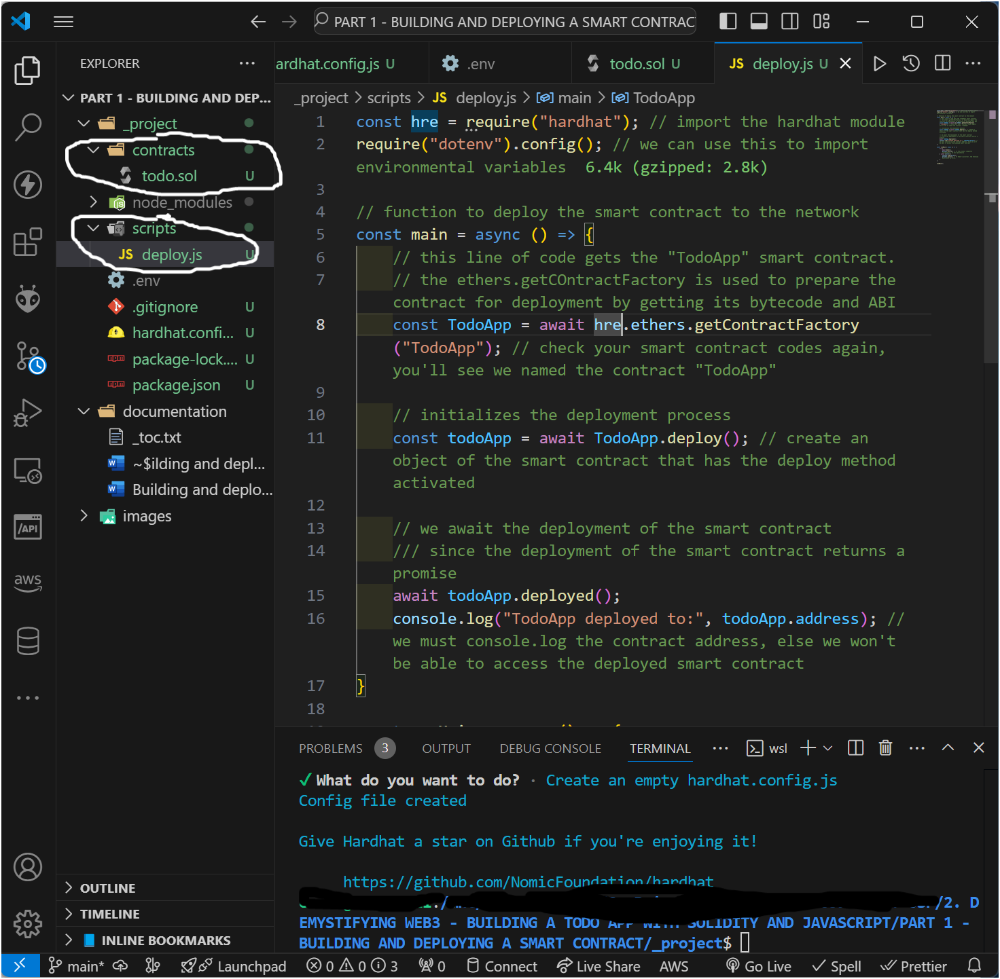 PART 1 - BUILDING AND DEPLOYING A SMART CONTRAC
EXPLORER
PART 1 - BUILDING AND DEP...
_project
contracts
todo.sol U
node_modules
scripts
JS deploy.js U
.env
.gitignore U
hardhat.confi... U
package-lock.... U
package.json U
documentation
_toc.txt
~$ilding and depl...
Building and deplo...
images
OUTLINE
TIMELINE
INLINE BOOKMARKS
/API
aws
ardhat.config.js U
.env
todo.sol U
JS deploy.js U
_project > scripts > JS deploy.js > main > TodoApp
1 const hre = require("hardhat"); // import the hardhat module
2 require("dotenv").config(); // we can use this to import
environmental variables 6.4k (gzipped: 2.8k)
3
4 // function to deploy the smart contract to the network
5 const main = async () => {
6 // this line of code gets the "TodoApp" smart contract.
7 // the ethers.getCOntractFactory is used to prepare the
contract for deployment by getting its bytecode and ABI
8 const TodoApp = await hre.ethers.getContractFactory
("TodoApp"); // check your smart contract codes again,
you'll see we named the contract "TodoApp"
9
10 // initializes the deployment process
11 const todoApp = await TodoApp.deploy(); // create an
object of the smart contract that has the deploy method
activated
12
13 // we await the deployment of the smart contract
14 /// since the deployment of the smart contract returns a
promise
15 await todoApp.deployed();
16 console.log("TodoApp deployed to:", todoApp.address); //
we must console.log the contract address, else we won't
be able to access the deployed smart contract
17 }
18
PROBLEMS 3 OUTPUT DEBUG CONSOLE TERMINAL wsl
✓ What do you want to do? · Create an empty hardhat.config.js
Config file created
Give Hardhat a star on Github if you're enjoying it!
https://github.com/NomicFoundation/hardhat
/2. D
EMYSTIFYING WEB3 - BUILDING A TODO APP WITH SOLIDITY AND JAVASCRIPT/PART 1 -
BUILDING AND DEPLOYING A SMART CONTRACT/_project$
main* Launchpad 0 0 3 0 Connect Live Share AWS Go Live Spell Prettier